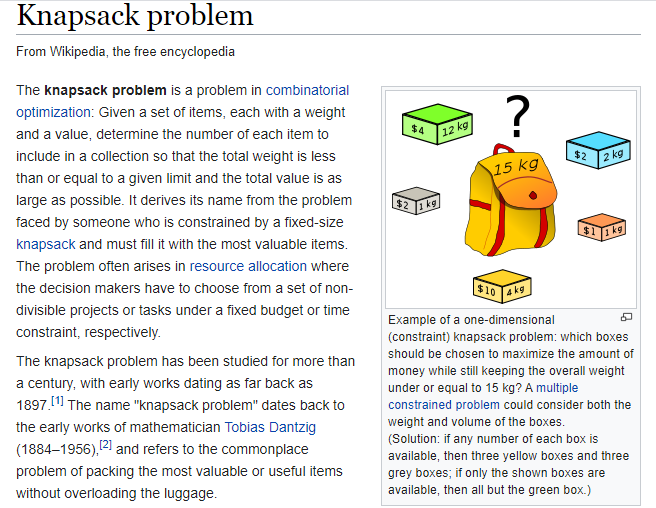 Knapsack problem
From Wikipedia, the free encyclopedia
The knapsack problem is a problem in combinatorial
optimization: Given a set of items, each with a weight
and a value, determine the number of each item to
include in a collection so that the total weight is less
than or equal to a given limit and the total value is as
large as possible. It derives its name from the problem
faced by someone who is constrained by a fixed-size
knapsack and must fill it with the most valuable items.
The problem often arises in resource allocation where
the decision makers have to choose from a set of non-
divisible projects or tasks under a fixed budget or time
constraint, respectively.
The knapsack problem has been studied for more than
a century, with early works dating as far back as
1897.[1] The name "knapsack problem" dates back to
the early works of mathematician Tobias Dantzig
(1884–1956),[2] and refers to the commonplace
problem of packing the most valuable or useful items
without overloading the luggage.
?
$4 12 kg
15 kg
$2 2 kg
$2 1 kg
$1 1 kg
$10 4 kg
Example of a one-dimensional
(constraint) knapsack problem: which boxes
should be chosen to maximize the amount of
money while still keeping the overall weight
under or equal to 15 kg? A multiple
constrained problem could consider both the
weight and volume of the boxes.
(Solution: if any number of each box is
available, then three yellow boxes and three
grey boxes; if only the shown boxes are
available, then all but the green box.)